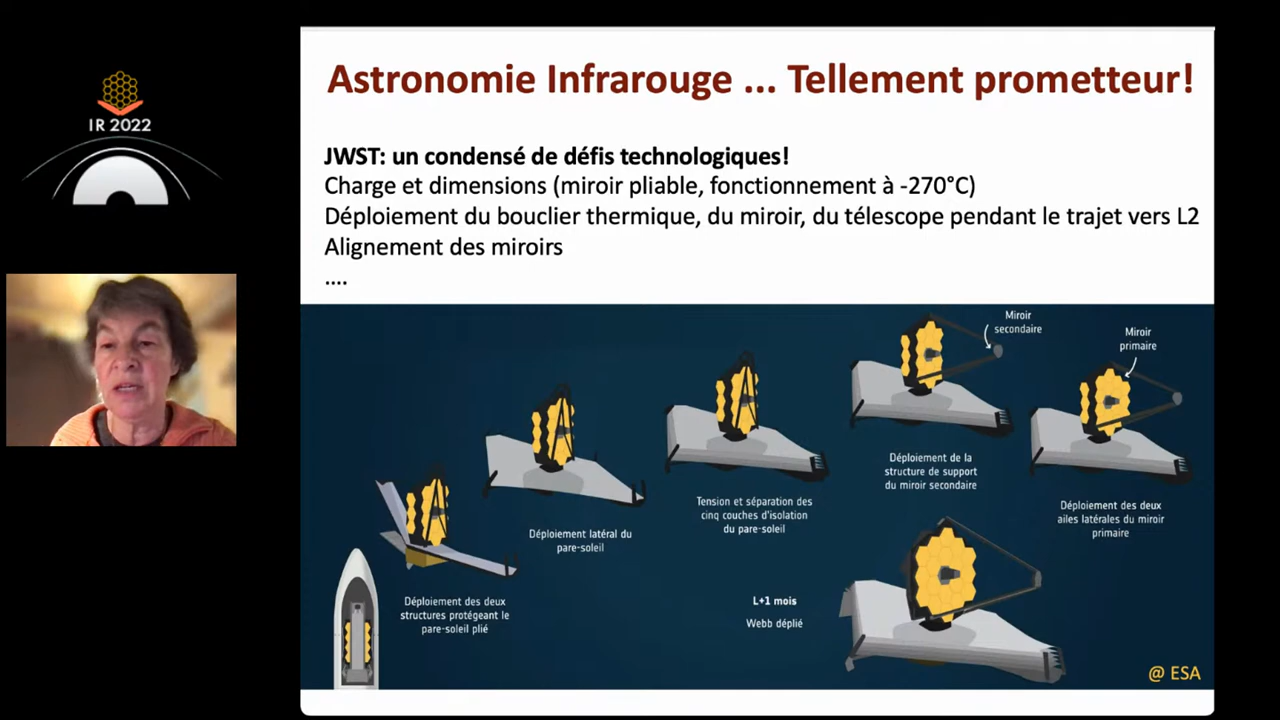 IR 2022
Astronomie Infrarouge ... Tellement prometteur!
JWST: un condensé de défis technologiques!
Charge et dimensions (miroir pliable, fonctionnement à -270°C)
Déploiement du bouclier thermique, du miroir, du télescope pendant le trajet vers L2
Alignement des miroirs
....
Déploiement des deux
structures protégeant le
pare-soleil plié
Déploiement latéral du
pare-soleil
Tension et séparation des
cinq couches d'isolation
du pare-soleil
Miroir
secondaire
Déploiement de la
structure de support
du miroir secondaire
Miroir
primaire
Déploiement des deux
ailes latérales du miroir
primaire
L+1 mois
Webb déplié
@ ESA